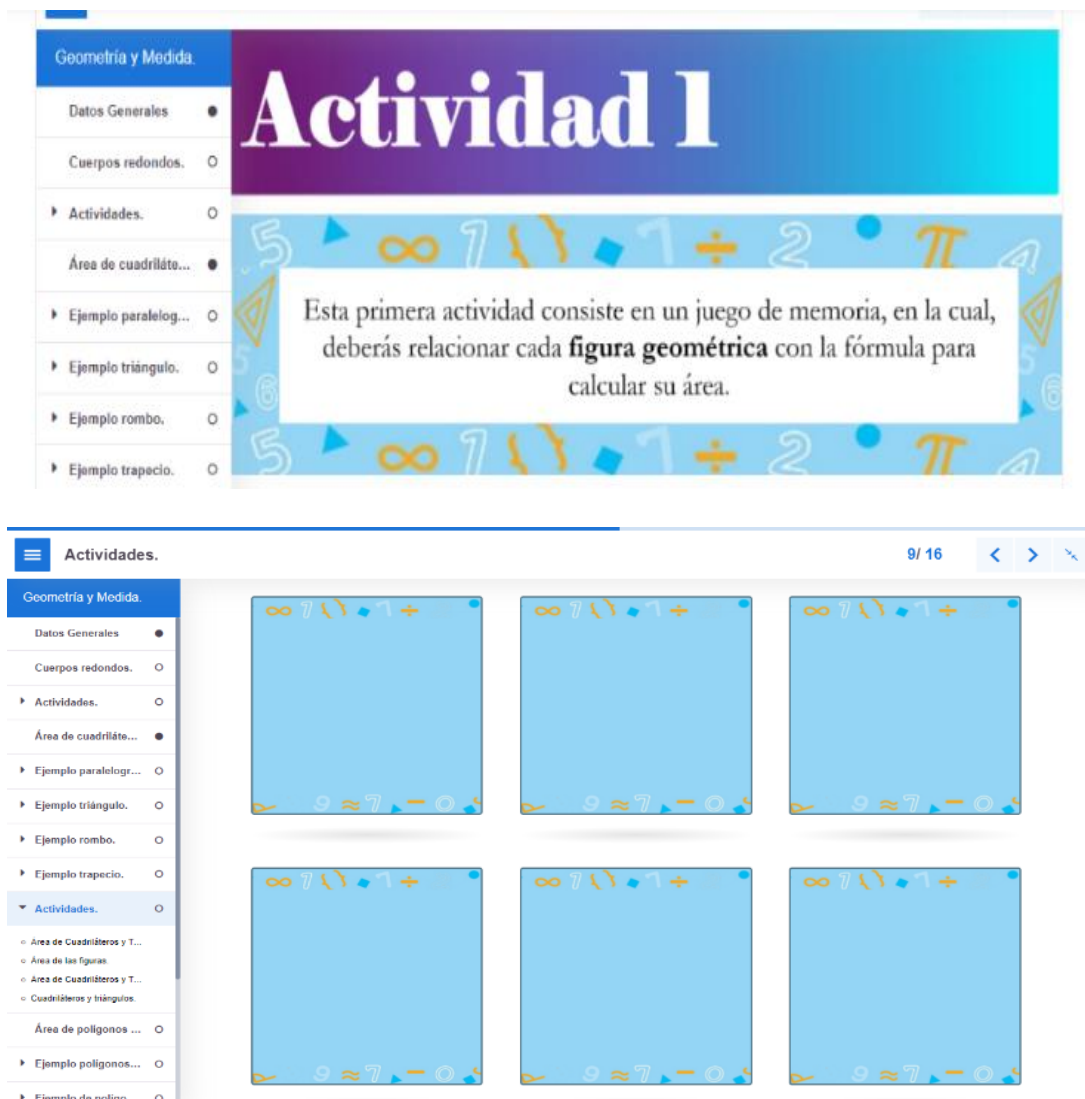 Geometría y Medida.
Datos Generales
Cuerpos redondos.
Actividades.
Área de cuadriláte...
Ejemplo paralelog...
Ejemplo triángulo.
Ejemplo rombo.
Ejemplo trapecio.
Actividad 1
Esta primera actividad consiste en un juego de memoria, en la cual,
deberás relacionar cada figura geométrica con la fórmula para
calcular su área.
Actividades.
9/ 16
Geometría y Medida.
Datos Generales
Cuerpos redondos.
Actividades.
Área de cuadriláte...
Ejemplo paralelogr...
Ejemplo triángulo.
Ejemplo rombo.
Ejemplo trapecio.
Actividades.
Área de Cuadriláteros y T...
Área de las figuras.
Área de Cuadriláteros y T...
Cuadriláteros y triángulos.
Área de polígonos ...
Ejemplo polígonos...
Ejemplo de polígo...